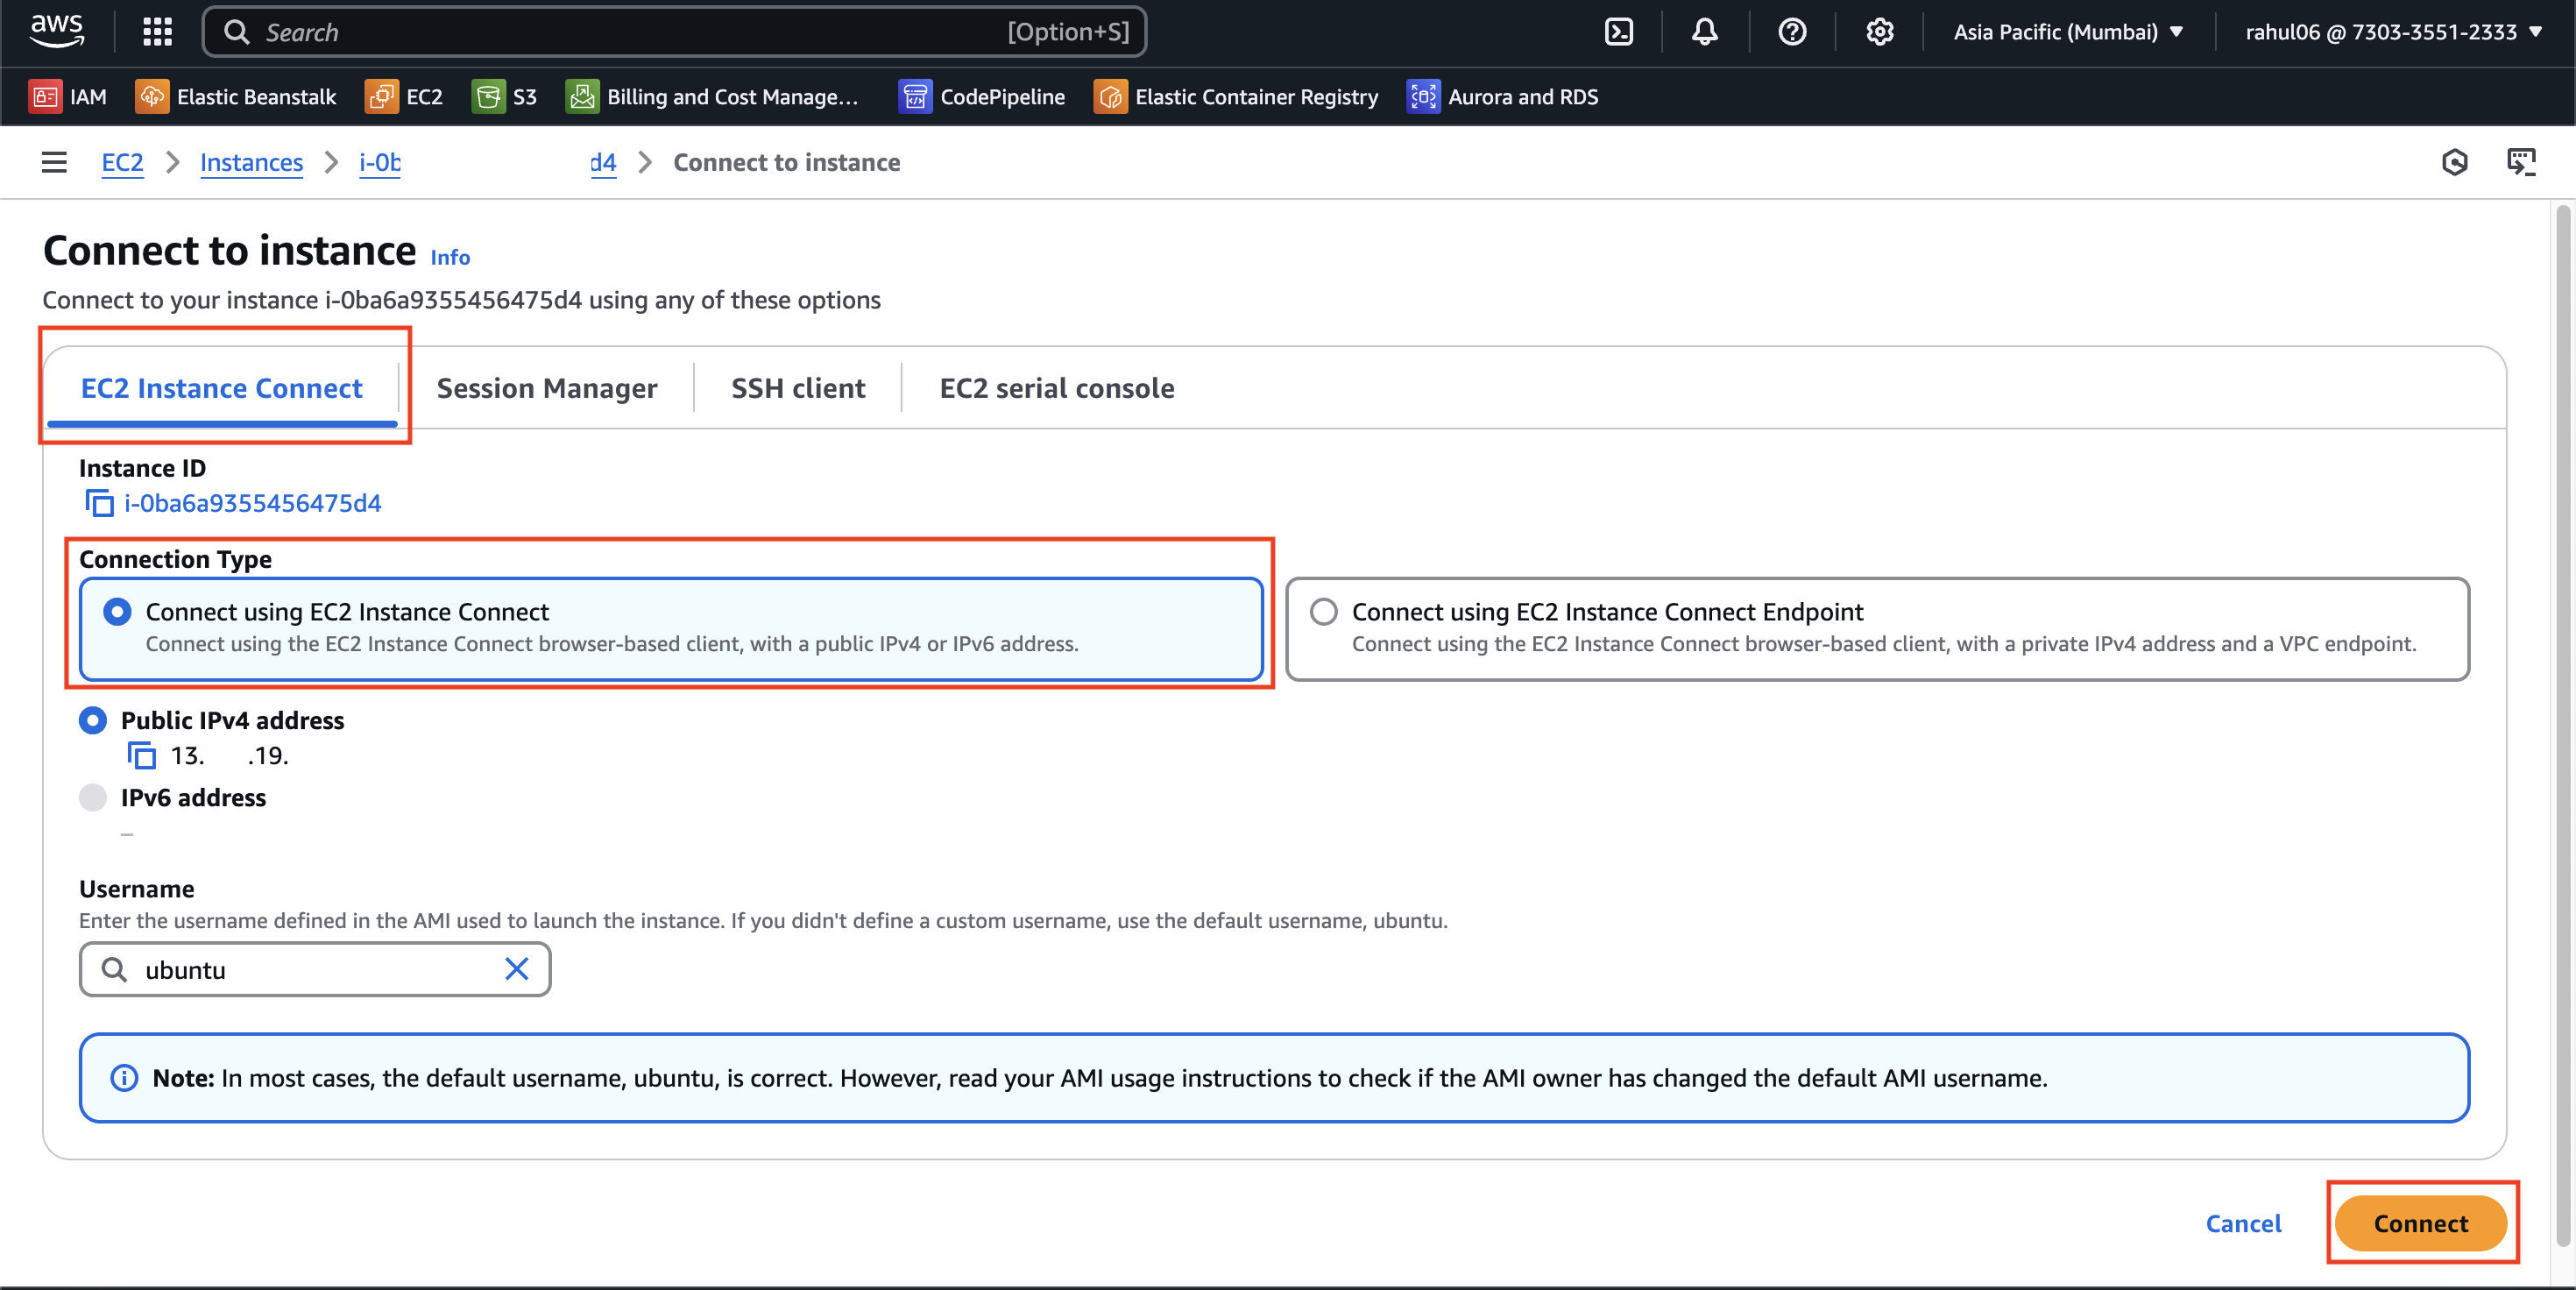 aws
Search [Option+S]
Asia Pacific (Mumbai) rahul06 @ 7303-3551-2333
IAM Elastic Beanstalk EC2 S3 Billing and Cost Manage... CodePipeline Elastic Container Registry Aurora and RDS
EC2 Instances i-0b d4 Connect to instance
Connect to instance Info
Connect to your instance i-0ba6a9355456475d4 using any of these options
EC2 Instance Connect Session Manager SSH client EC2 serial console
Instance ID
i-0ba6a9355456475d4
Connection Type
Connect using EC2 Instance Connect
Connect using the EC2 Instance Connect browser-based client, with a public IPv4 or IPv6 address.
Connect using EC2 Instance Connect Endpoint
Connect using the EC2 Instance Connect browser-based client, with a private IPv4 address and a VPC endpoint.
Public IPv4 address
13. .19.
IPv6 address
–
Username
Enter the username defined in the AMI used to launch the instance. If you didn't define a custom username, use the default username, ubuntu.
ubuntu
Note: In most cases, the default username, ubuntu, is correct. However, read your AMI usage instructions to check if the AMI owner has changed the default AMI username.
Cancel Connect